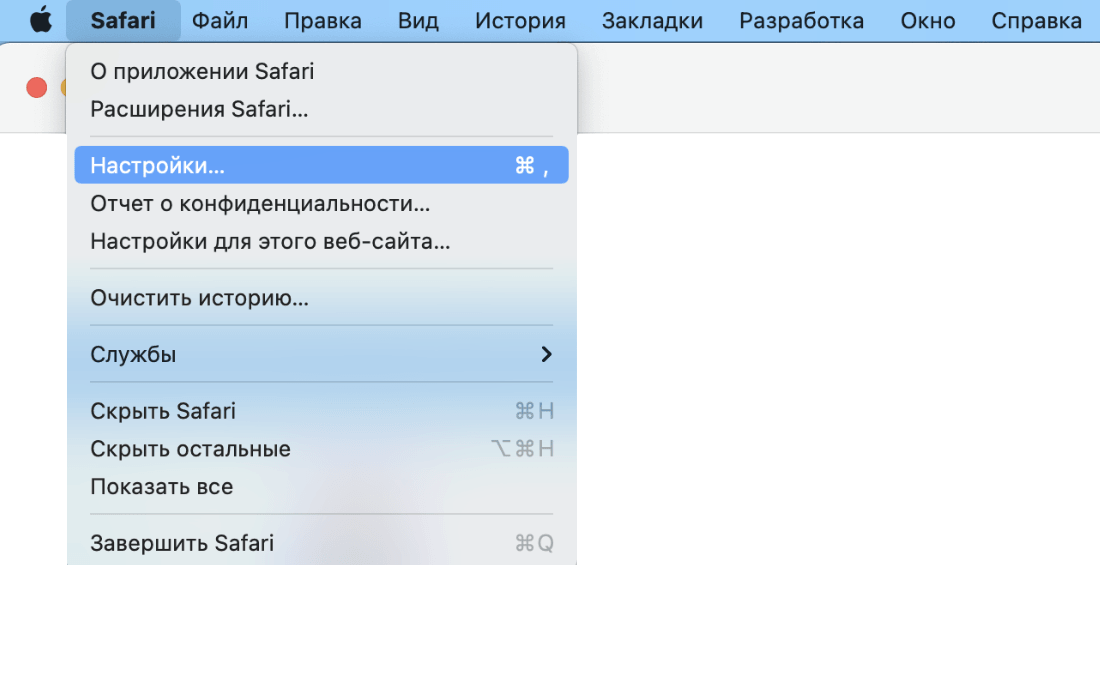 Safari Файл Правка Вид История Закладки Разработка Окно Справка
О приложении Safari
Расширения Safari...
Настройки... ⌘ ,
Отчет о конфиденциальности...
Настройки для этого веб-сайта...
Очистить историю...
Службы
Скрыть Safari ⌘H
Скрыть остальные ⌥⌘H
Показать все
Завершить Safari ⌘Q